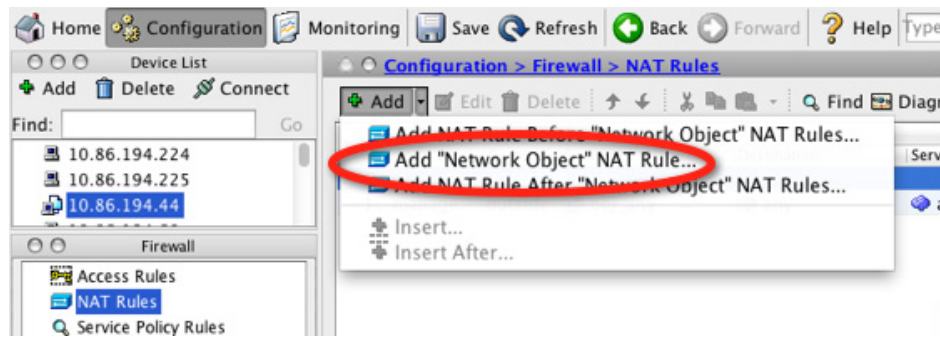 Home Configuration Monitoring Save Refresh Back Forward Help Type
Device List
Add Delete Connect
Find: Go
10.86.194.224
10.86.194.225
10.86.194.44
Firewall
Access Rules
NAT Rules
Service Policy Rules
Configuration > Firewall > NAT Rules
Add Edit Delete Find Diagr
Add NAT Rule Before "Network Object" NAT Rules...
Add "Network Object" NAT Rule...
Add NAT Rule After "Network Object" NAT Rules...
Insert...
Insert After...
Serv